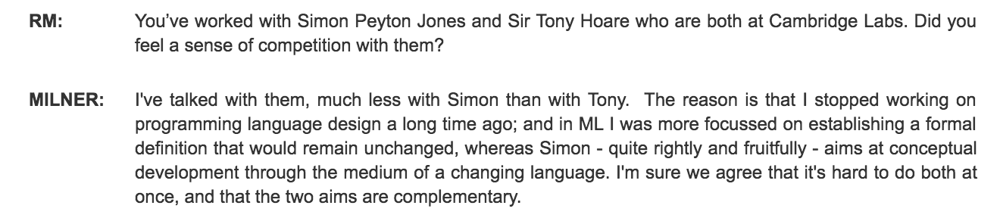 RM: You’ve worked with Simon Peyton Jones and Sir Tony Hoare who are both at Cambridge Labs. Did you
feel a sense of competition with them?
MILNER: I've talked with them, much less with Simon than with Tony. The reason is that I stopped working on
programming language design a long time ago; and in ML I was more focussed on establishing a formal
definition that would remain unchanged, whereas Simon - quite rightly and fruitfully - aims at conceptual
development through the medium of a changing language. I'm sure we agree that it's hard to do both at
once, and that the two aims are complementary.